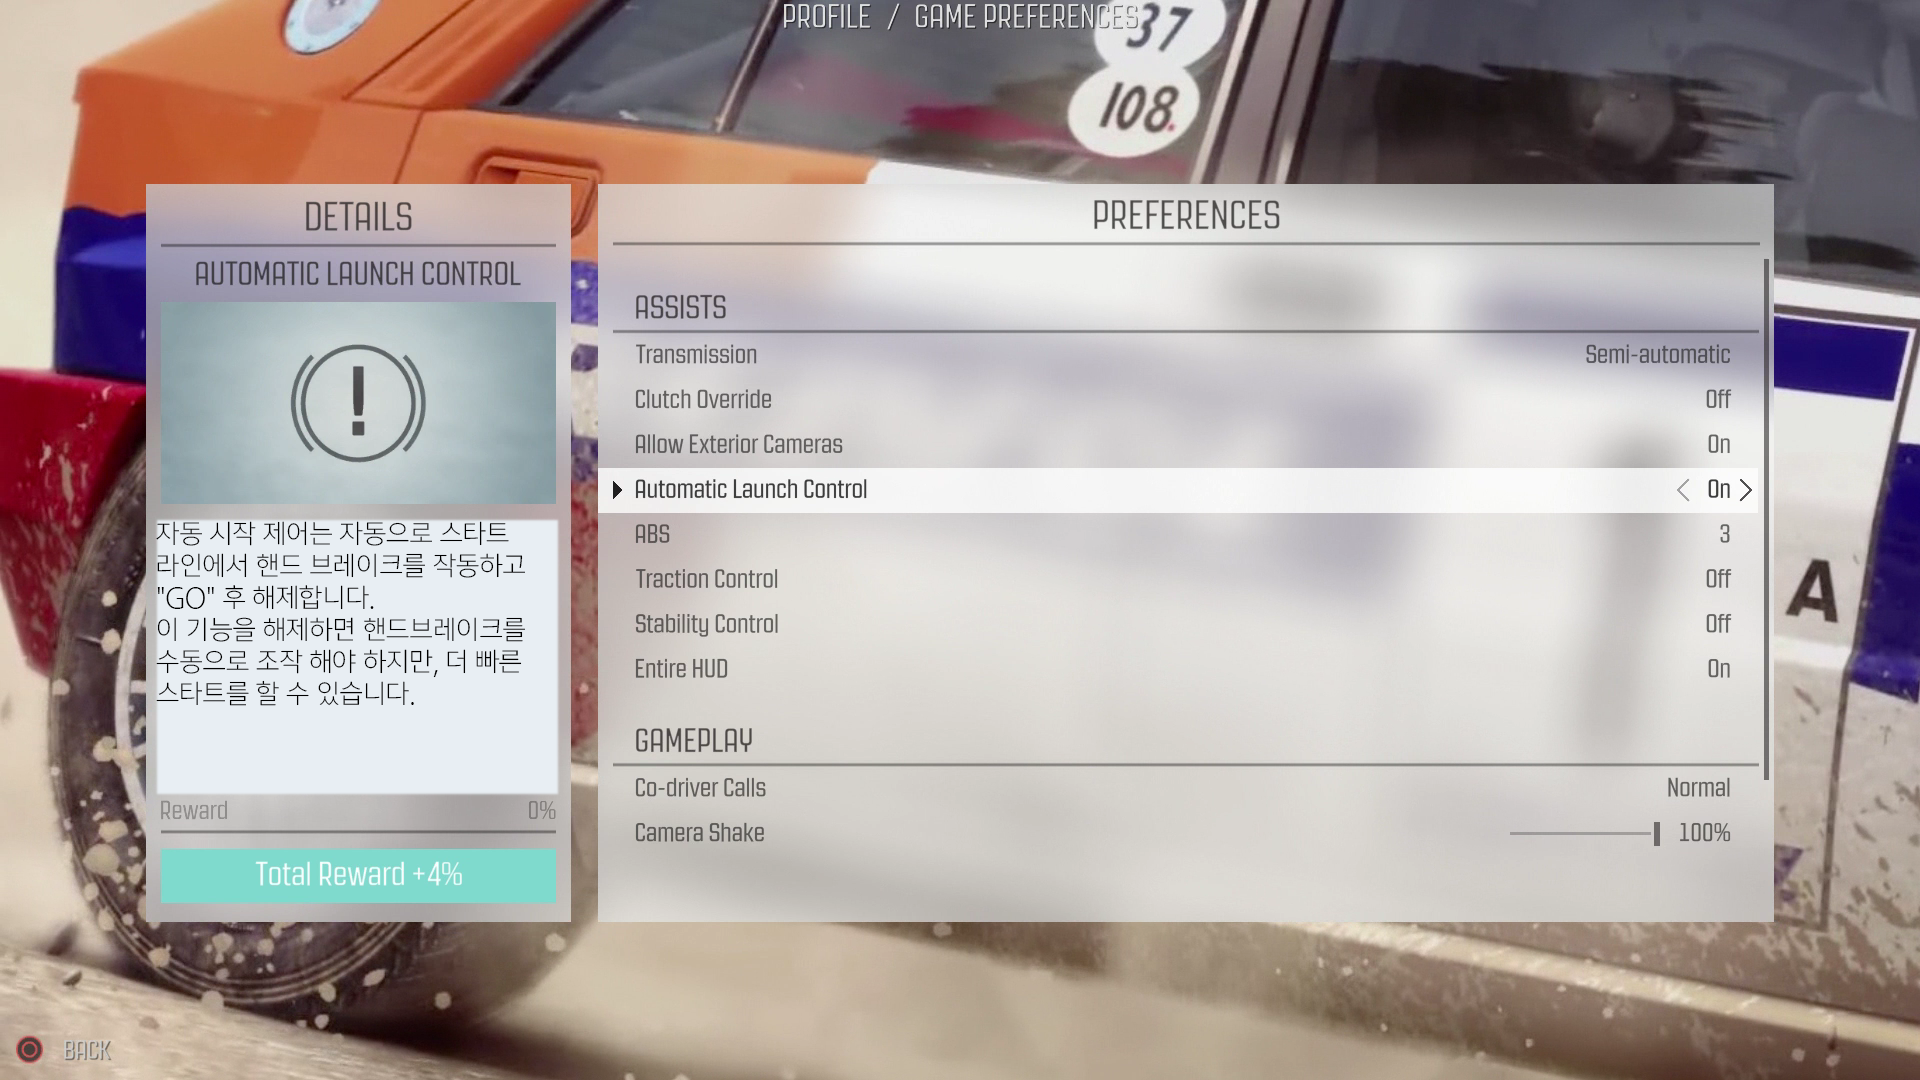 PROFILE / GAME PREFERENCES
37
108.
DETAILS
AUTOMATIC LAUNCH CONTROL
!
자동 시작 제어는 자동으로 스타트
라인에서 핸드 브레이크를 작동하고
"GO" 후 해제합니다.
이 기능을 해제하면 핸드브레이크를
수동으로 조작 해야 하지만, 더 빠른
스타트를 할 수 있습니다.
Reward 0%
Total Reward +4%
PREFERENCES
ASSISTS
Transmission Semi-automatic
Clutch Override Off
Allow Exterior Cameras On
Automatic Launch Control On
ABS 3
Traction Control Off
Stability Control Off
Entire HUD On
GAMEPLAY
Co-driver Calls Normal
Camera Shake 100%
A
BACK